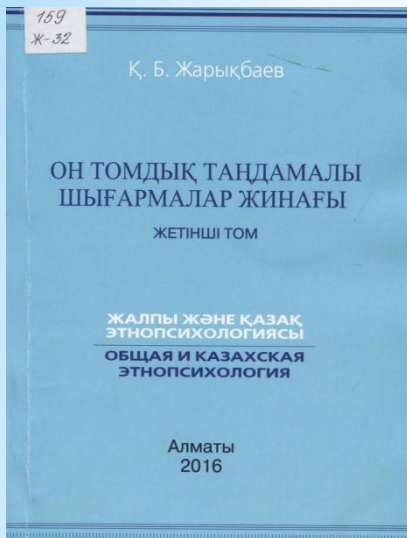 159
Ж-32
Қ. Б. Жарықбаев
ОН ТОМДЫҚ ТАҢДАМАЛЫ
ШЫҒАРМАЛАР ЖИНАҒЫ
ЖЕТІНШІ ТОМ
ЖАЛПЫ ЖӘНЕ ҚАЗАҚ
ЭТНОПСИХОЛОГИЯСЫ
ОБЩАЯ И КАЗАХСКАЯ
ЭТНОПСИХОЛОГИЯ
Алматы
2016